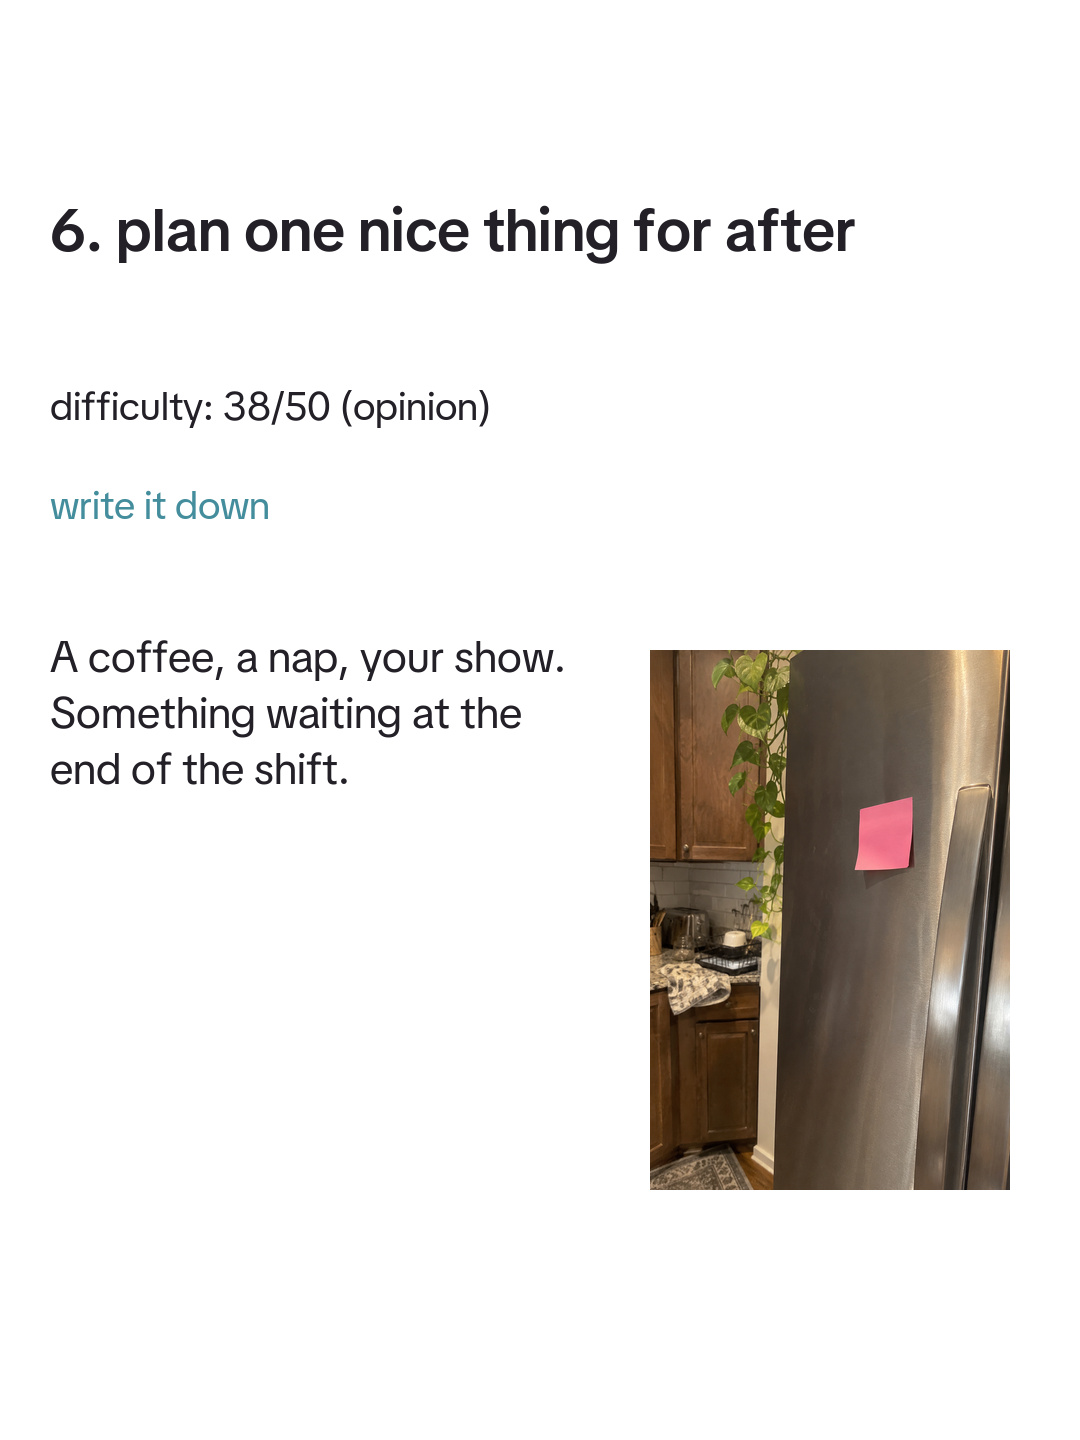 6. plan one nice thing for after
difficulty: 38/50 (opinion)
write it down
A coffee, a nap, your show.
Something waiting at the
end of the shift.